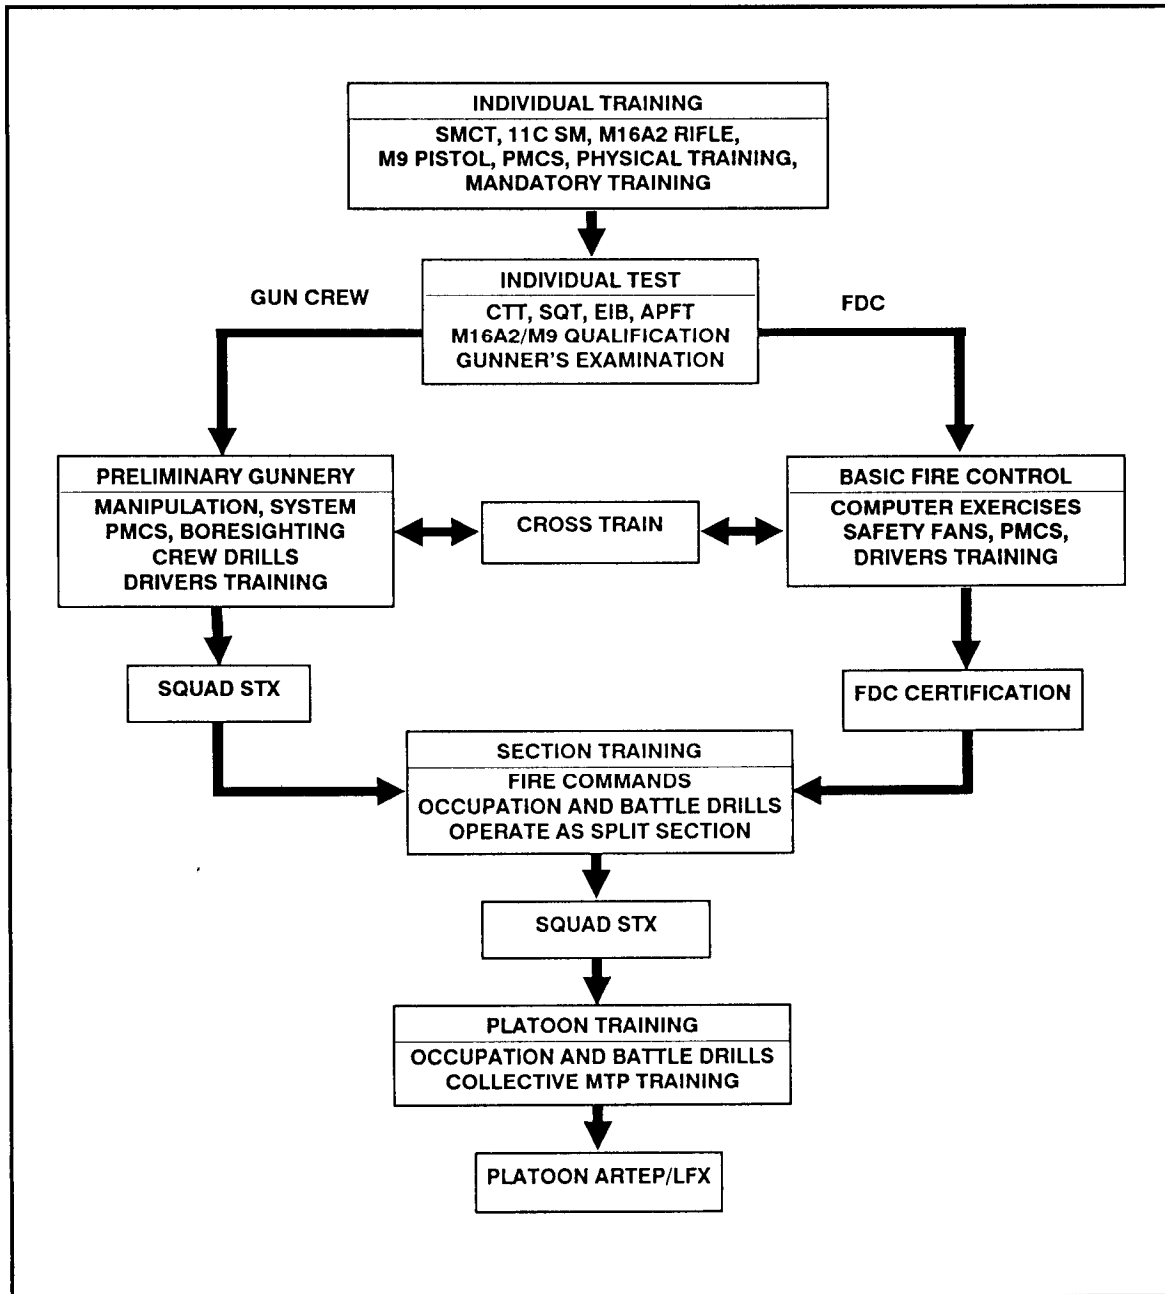 INDIVIDUAL TRAINING
SMCT, 11C SM, M16A2 RIFLE,
M9 PISTOL, PMCS, PHYSICAL TRAINING,
MANDATORY TRAINING
INDIVIDUAL TEST
CTT, SQT, EIB, APFT
M16A2/M9 QUALIFICATION
GUNNER'S EXAMINATION
GUN CREW
FDC
PRELIMINARY GUNNERY
MANIPULATION, SYSTEM
PMCS, BORESIGHTING
CREW DRILLS
DRIVERS TRAINING
CROSS TRAIN
BASIC FIRE CONTROL
COMPUTER EXERCISES
SAFETY FANS, PMCS,
DRIVERS TRAINING
SQUAD STX
FDC CERTIFICATION
SECTION TRAINING
FIRE COMMANDS
OCCUPATION AND BATTLE DRILLS
OPERATE AS SPLIT SECTION
SQUAD STX
PLATOON TRAINING
OCCUPATION AND BATTLE DRILLS
COLLECTIVE MTP TRAINING
PLATOON ARTEP/LFX